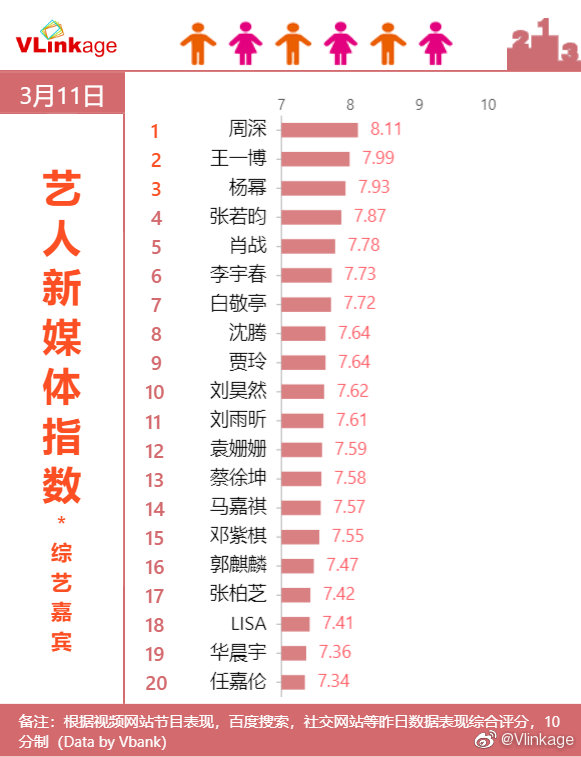 VLinkage
1
2
3
3月11日
艺人新媒体指数
*综艺嘉宾
7 8 9 10
1 周深 8.11
2 王一博 7.99
3 杨幂 7.93
4 张若昀 7.87
5 肖战 7.78
6 李宇春 7.73
7 白敬亭 7.72
8 沈腾 7.64
9 贾玲 7.64
10 刘昊然 7.62
11 刘雨昕 7.61
12 袁姗姗 7.59
13 蔡徐坤 7.58
14 马嘉祺 7.57
15 邓紫棋 7.55
16 郭麒麟 7.47
17 张柏芝 7.42
18 LISA 7.41
19 华晨宇 7.36
20 任嘉伦 7.34
备注：根据视频网站节目表现，百度搜索，社交网站等昨日数据表现综合评分，10
分制（Data by Vbank)
@Vlinkage